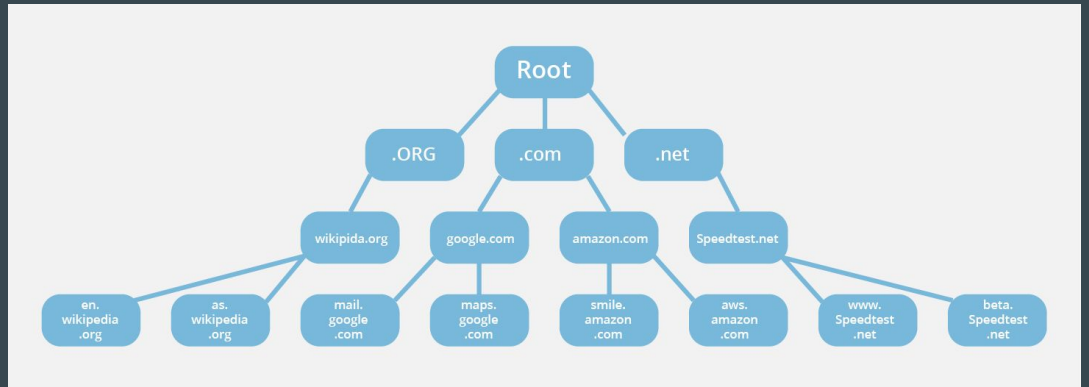 Root
.ORG
.com
.net
wikipida.org
google.com
amazon.com
Speedtest.net
en.
wikipedia
.org
as.
wikipedia
.org
mail.
google
.com
maps.
google
.com
smile.
amazon
.com
aws.
amazon
.com
www.
Speedtest
.net
beta.
Speedtest
.net